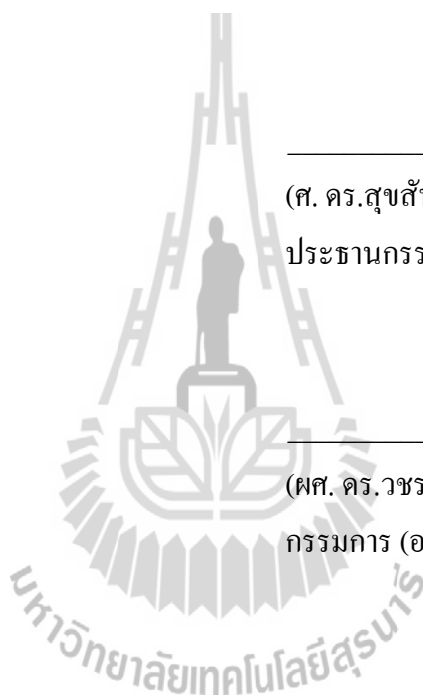 (ศ. ดร.สุขสั
ประธานกรร
(ผศ. ดร.วชร
กรรมการ (อ
มหาวิทยาลัยเทคโนโลยีสุรนารี